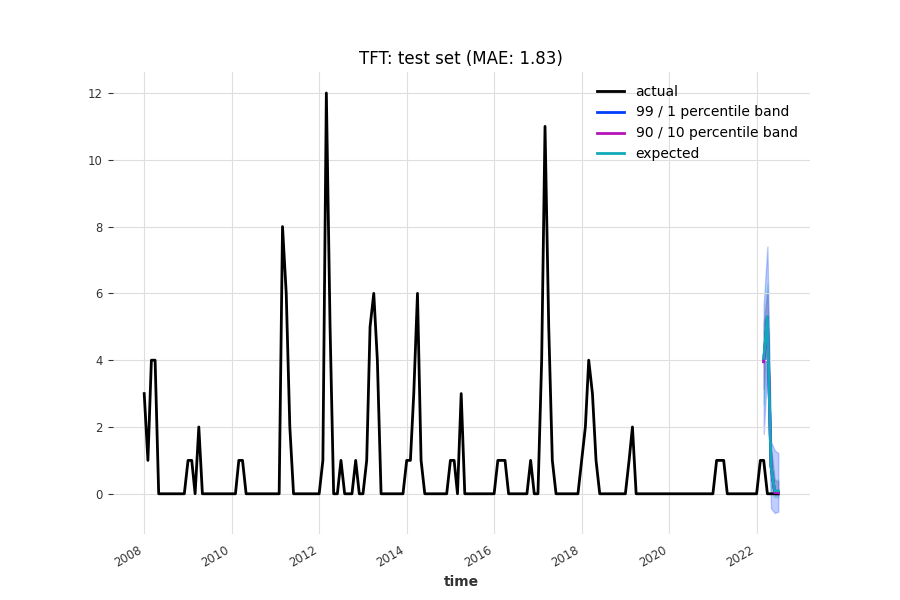 TFT: test set (MAE: 1.83)
actual
99 / 1 percentile band
90 / 10 percentile band
expected
12
10
8
6
4
2
0
2008
2010
2012
2014
2016
2018
2020
2022
time